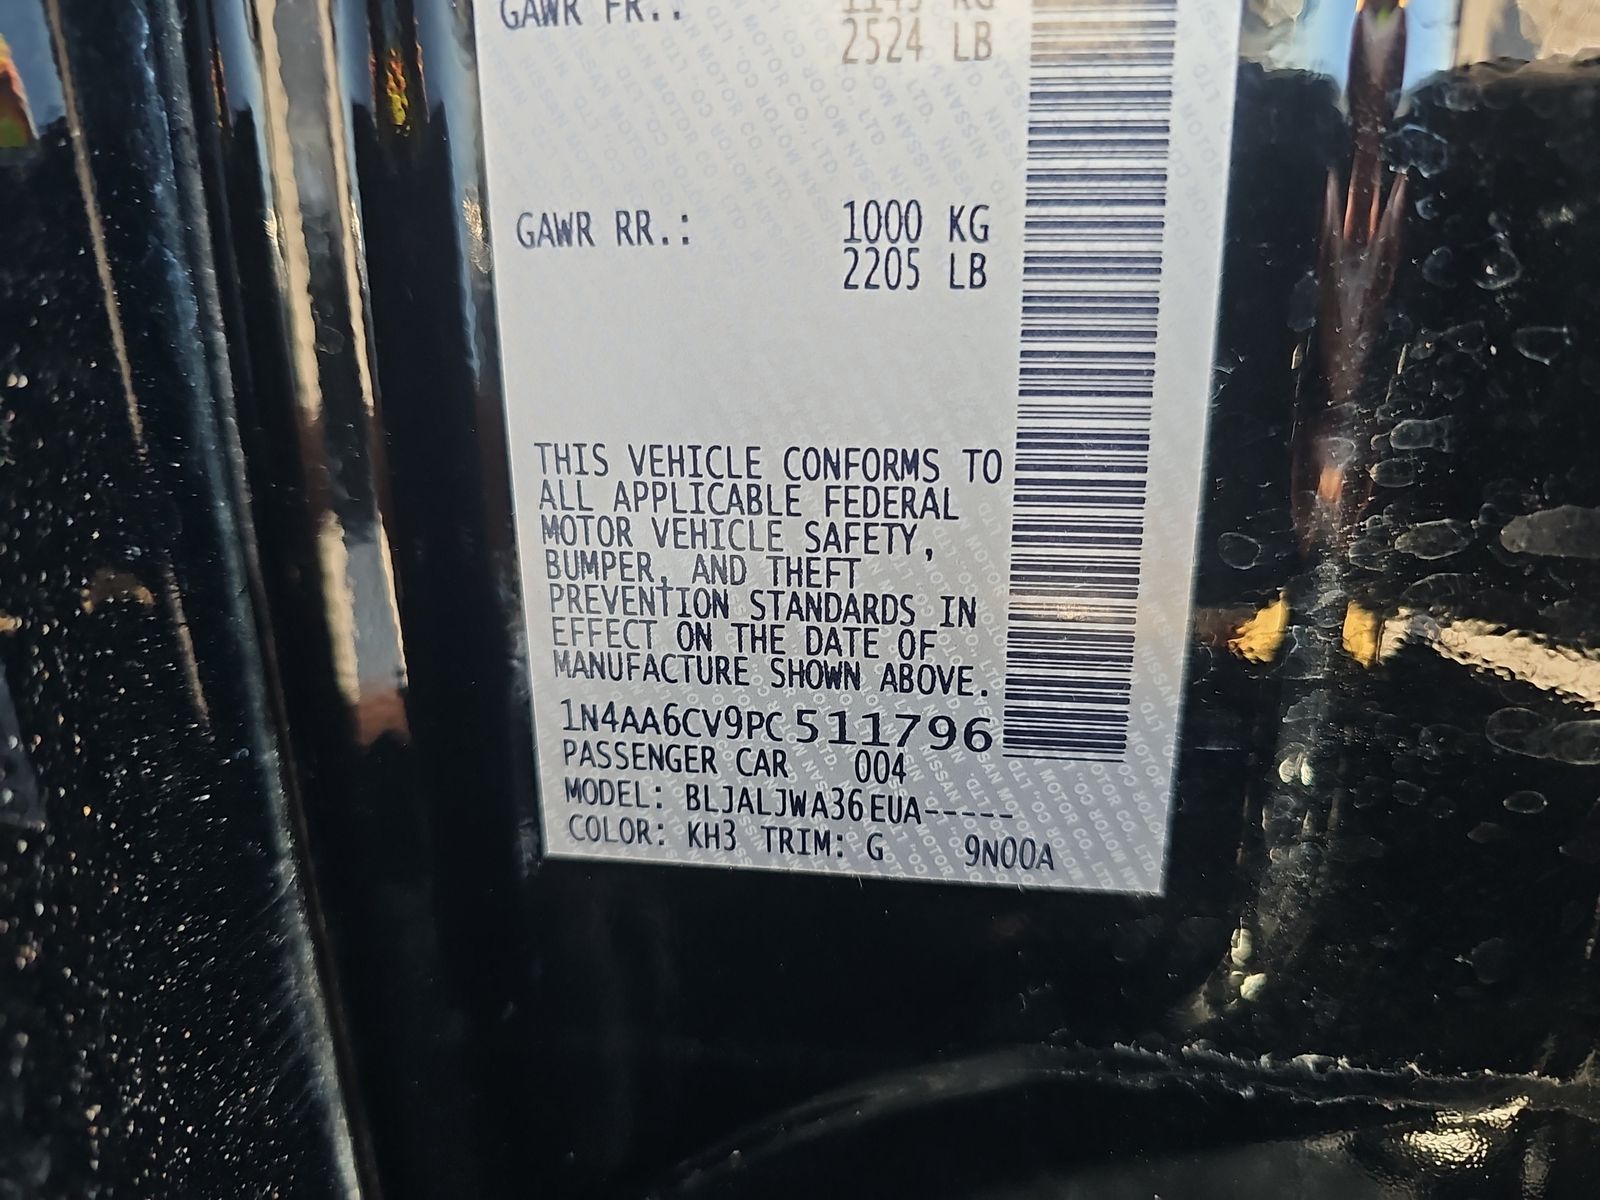 GAWR FR.: 1145 KG
2524 LB
GAWR RR.: 1000 KG
2205 LB
THIS VEHICLE CONFORMS TO
ALL APPLICABLE FEDERAL
MOTOR VEHICLE SAFETY,
BUMPER, AND THEFT
PREVENTION STANDARDS IN
EFFECT ON THE DATE OF
MANUFACTURE SHOWN ABOVE.
1N4AA6CV9PC511796
PASSENGER CAR 004
MODEL: BLJALJWA36EUA-----
COLOR: KH3 TRIM: G 9N00A